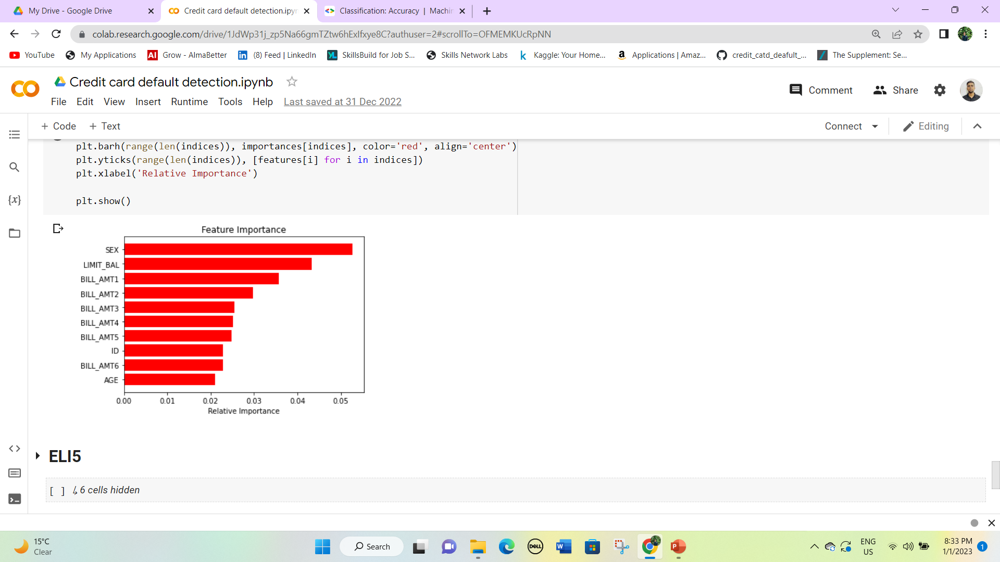 My Drive - Google Drive
Credit card default detection.ipyn
Classification: Accuracy | Machin
colab.research.google.com/drive/1JdWp31j_zp5Na66gmTZtw6hExIfxye8C?authuser=2#scrollTo=OFMEMKUcRpNN
YouTube
My Applications
AI Grow - AlmaBetter
in (8) Feed | LinkedIn
SkillsBuild for Job S...
Skills Network Labs
k Kaggle: Your Home...
a Applications | Amaz...
credit_catd_deafult_...
The Supplement: Se...
CO
Credit card default detection.ipynb
Comment
Share
File Edit View Insert Runtime Tools Help Last saved at 31 Dec 2022
+ Code + Text
Connect
Editing
plt.barh(range(len(indices)), importances[indices], color='red', align='center')
plt.yticks(range(len(indices)), [features[i] for i in indices])
plt.xlabel('Relative Importance')
plt.show()
{x}
Feature Importance
SEX
LIMIT_BAL
BILL_AMT1
BILL_AMT2
BILL_AMT3
BILL_AMT4
BILL_AMT5
ID
BILL_AMT6
AGE
0.00 0.01 0.02 0.03 0.04 0.05
Relative Importance
ELI5
[ ] ↳ 6 cells hidden
15°C
Clear
Search
DELL
W
P
ENG
US
8:33 PM
1/1/2023
1